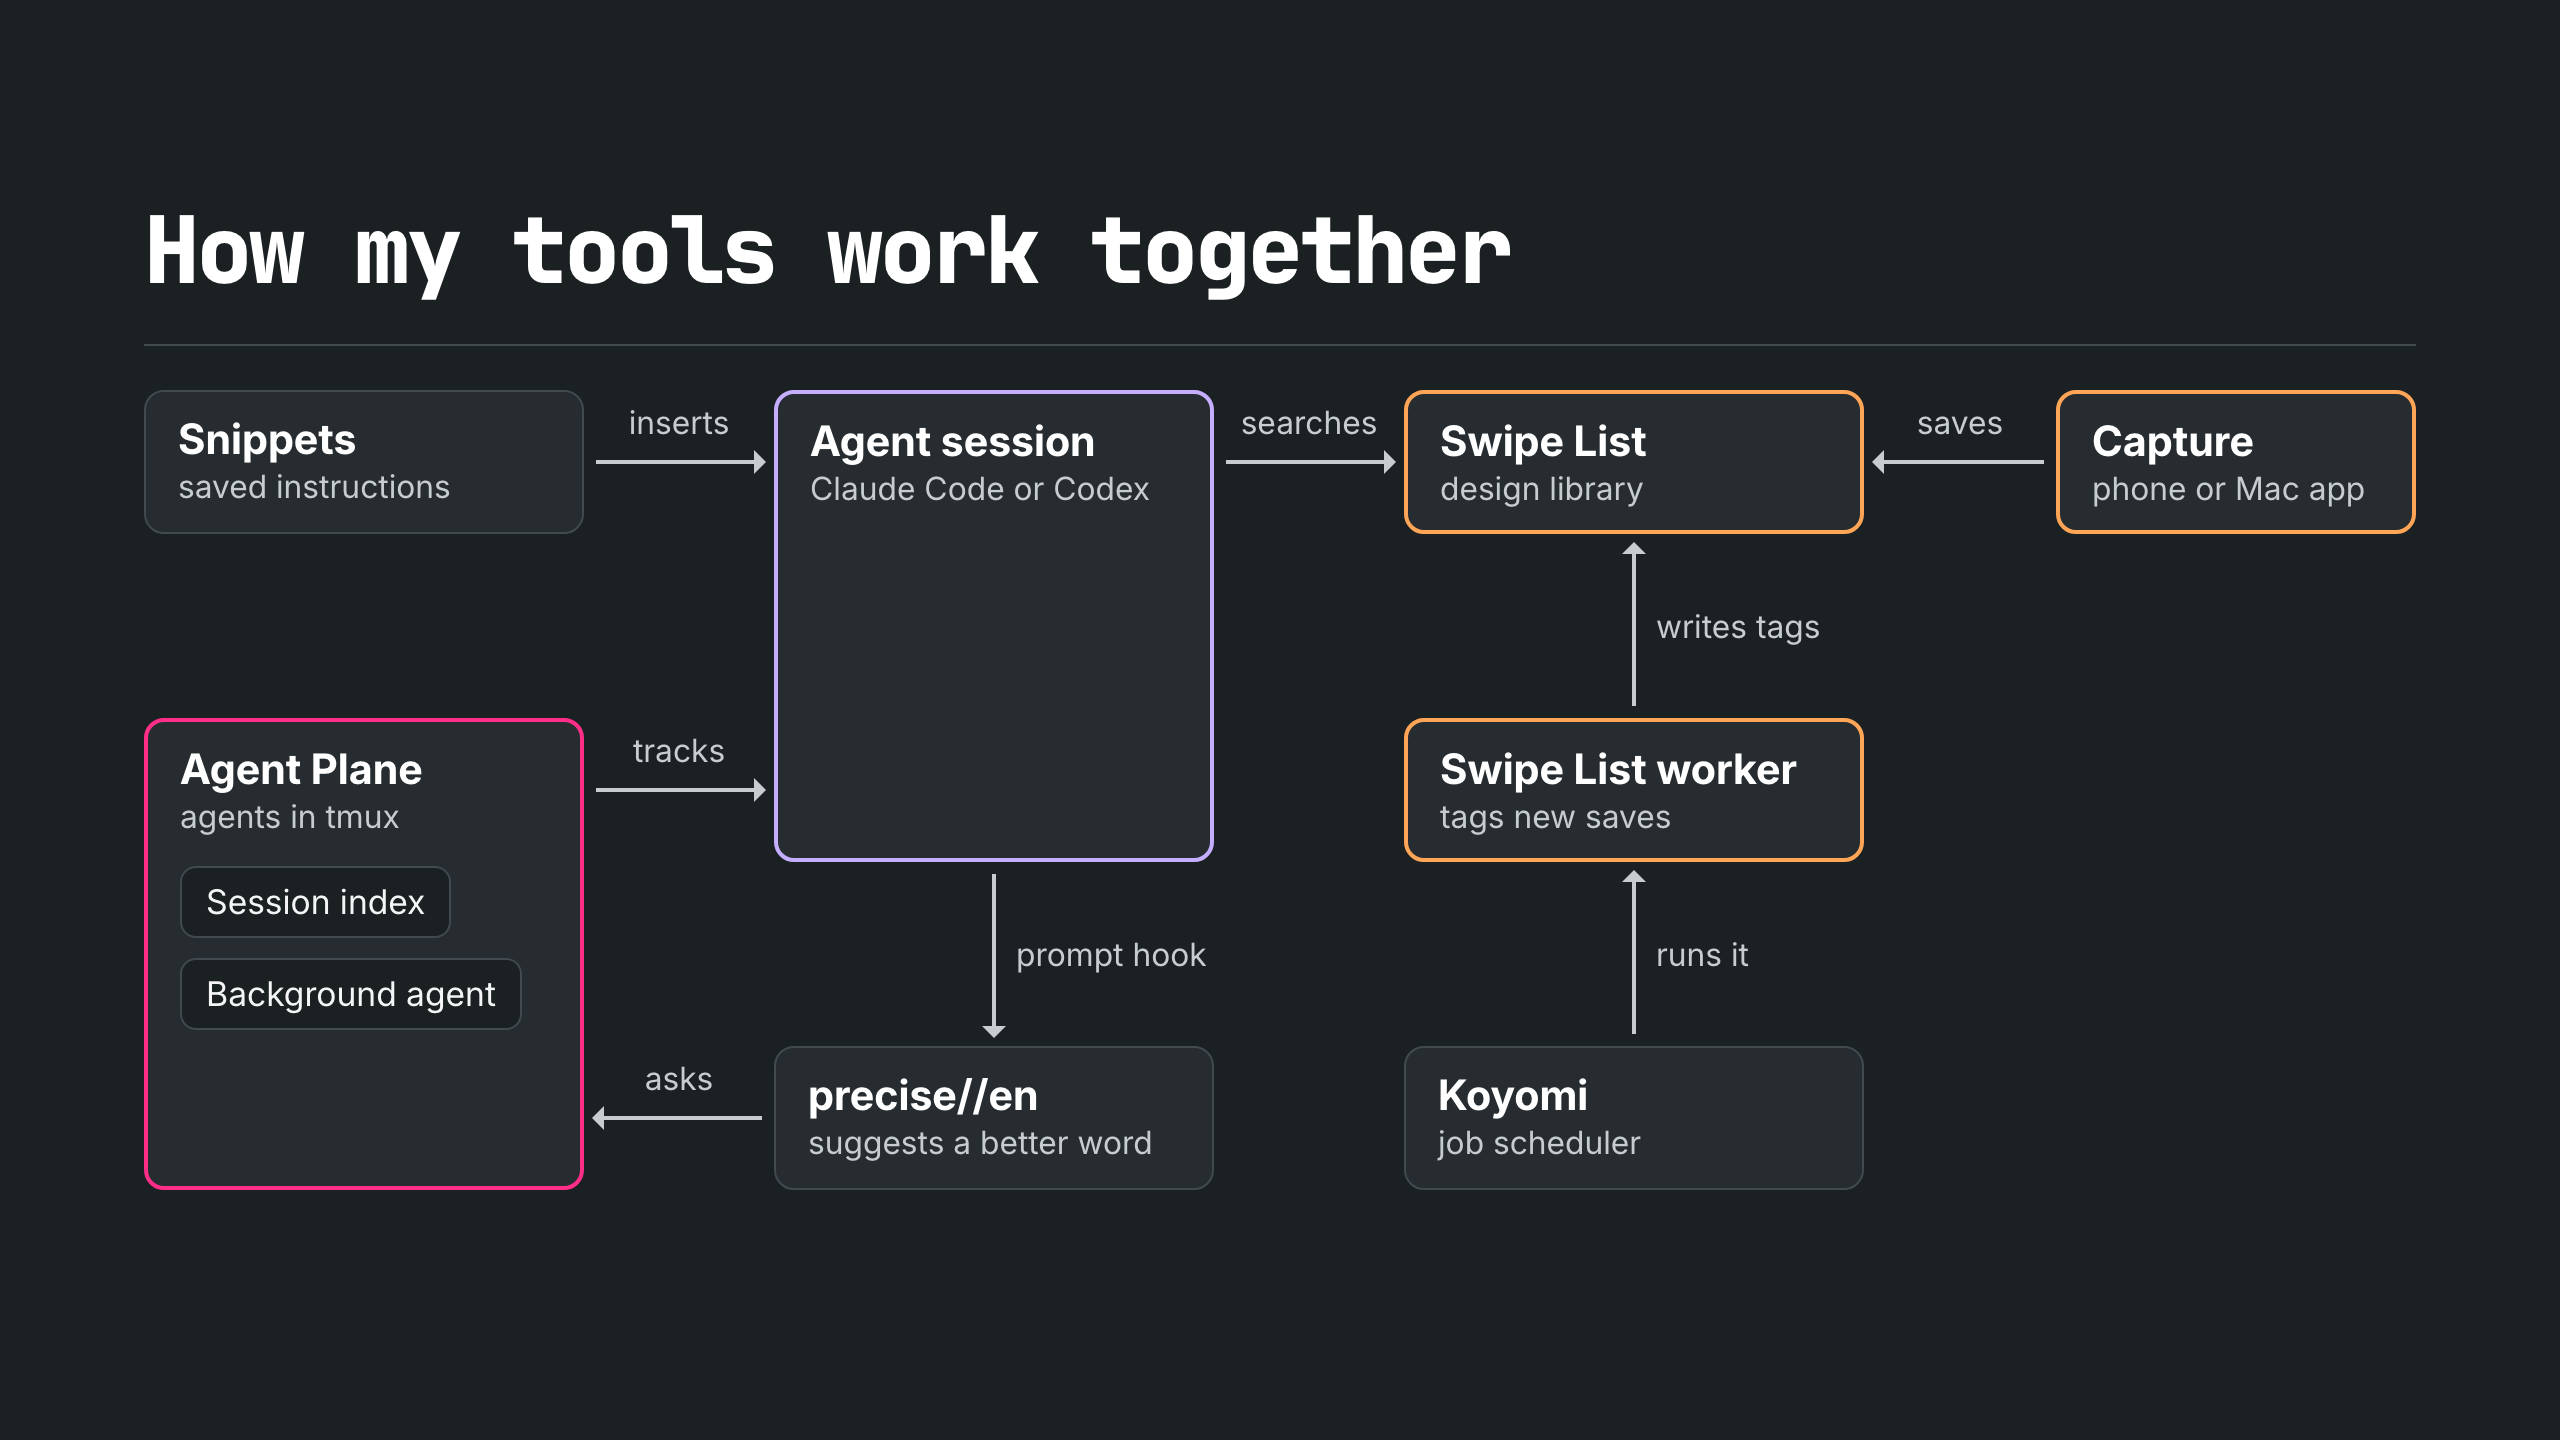 How my tools work together
Snippets
saved instructions
inserts
Agent session
Claude Code or Codex
searches
Swipe List
design library
saves
Capture
phone or Mac app
writes tags
Agent Plane
agents in tmux
Session index
Background agent
tracks
Swipe List worker
tags new saves
prompt hook
runs it
asks
precise//en
suggests a better word
Koyomi
job scheduler